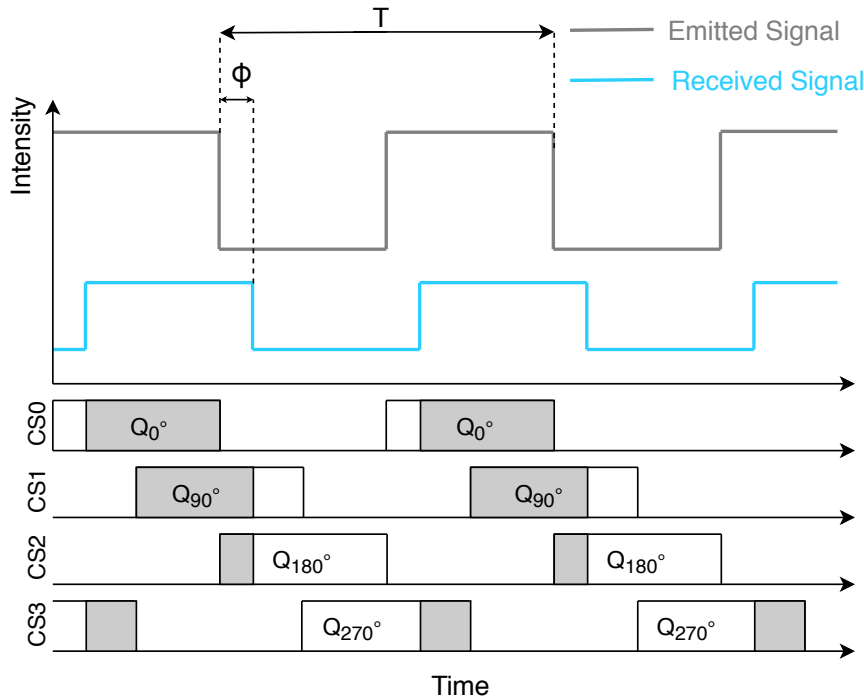 T
Emitted Signal
Φ
Received Signal
Intensity
CS0
Q0°
Q0°
CS1
Q90°
Q90°
CS2
Q180°
Q180°
CS3
Q270°
Q270°
Time